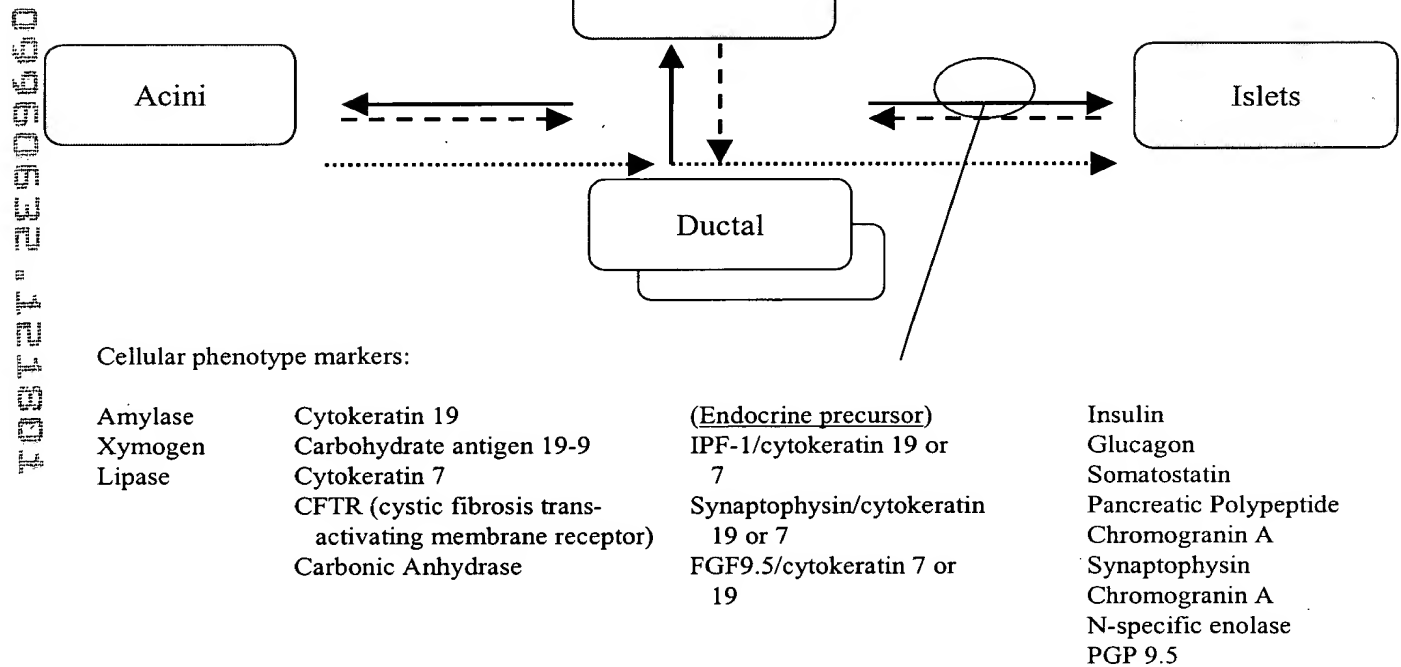 09960632.121801
Acini
Islets
Ductal
Cellular phenotype markers:
Amylase
Xymogen
Lipase
Cytokeratin 19
Carbohydrate antigen 19-9
Cytokeratin 7
CFTR (cystic fibrosis trans-
activating membrane receptor)
Carbonic Anhydrase
(Endocrine precursor)
IPF-1/cytokeratin 19 or
7
Synaptophysin/cytokeratin
19 or 7
FGF9.5/cytokeratin 7 or
19
Insulin
Glucagon
Somatostatin
Pancreatic Polypeptide
Chromogranin A
Synaptophysin
Chromogranin A
N-specific enolase
PGP 9.5